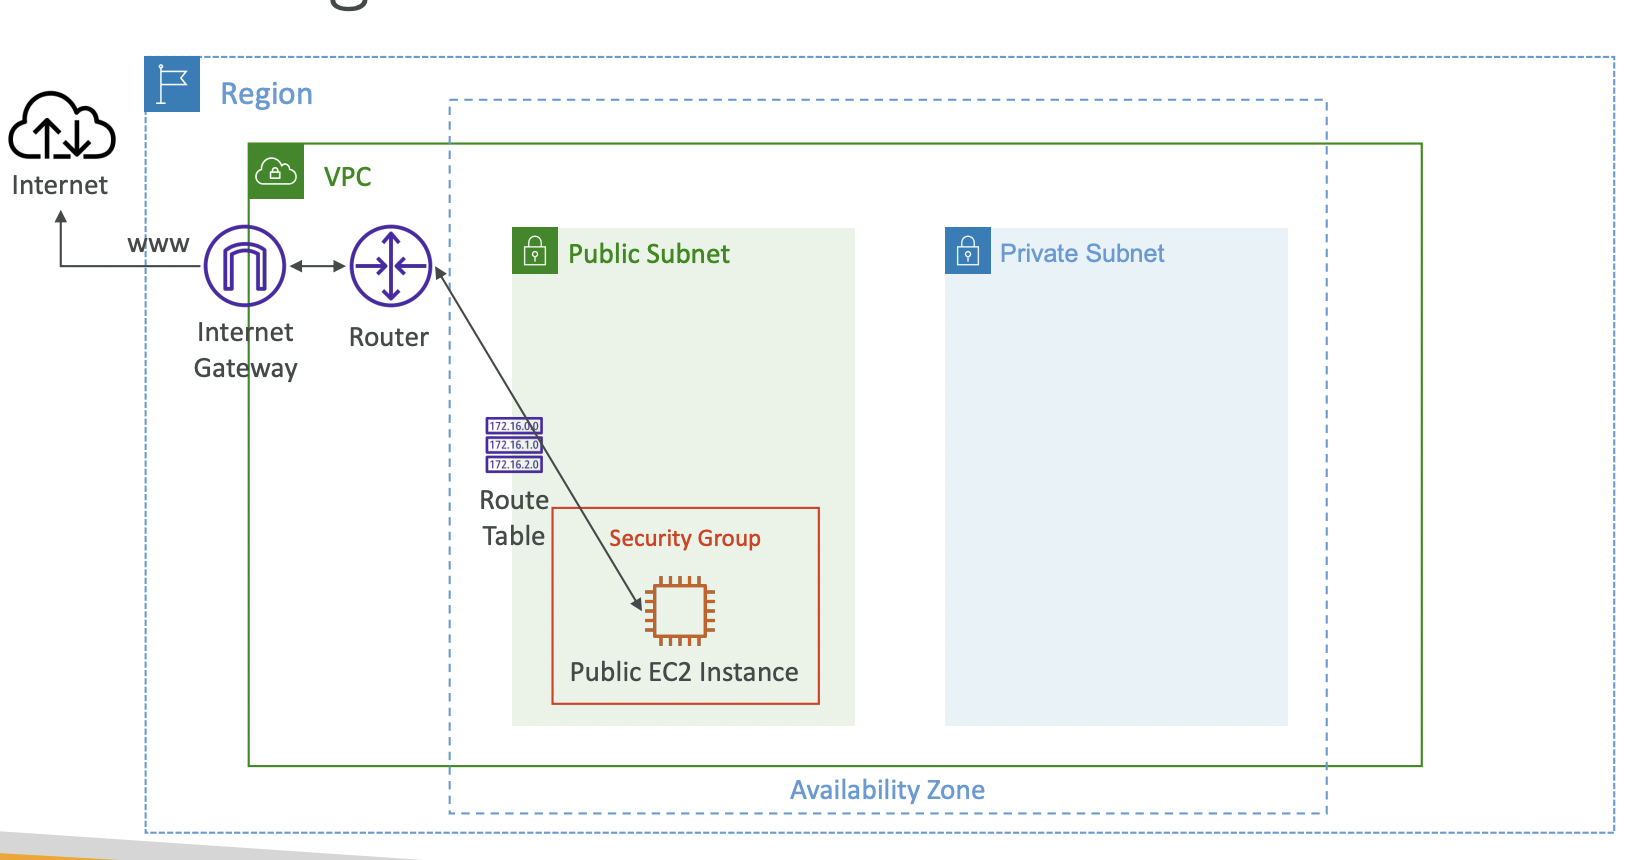 Region
Internet
VPC
www
Public Subnet
Private Subnet
Internet
Gateway
Router
172.16.0.0
172.16.1.0
172.16.2.0
Route
Table
Security Group
Public EC2 Instance
Availability Zone